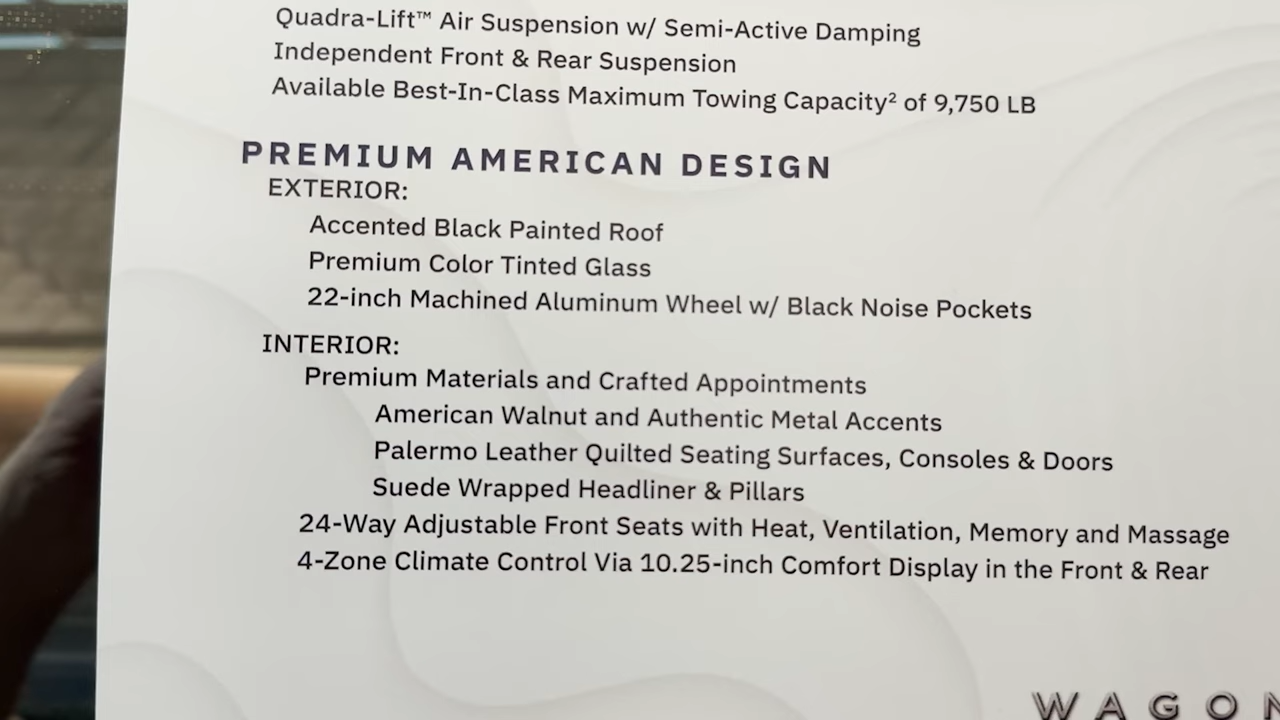 Quadra-Lift™ Air Suspension w/ Semi-Active Damping
Independent Front & Rear Suspension
Available Best-In-Class Maximum Towing Capacity² of 9,750 LB
PREMIUM AMERICAN DESIGN
EXTERIOR:
Accented Black Painted Roof
Premium Color Tinted Glass
22-inch Machined Aluminum Wheel w/ Black Noise Pockets
INTERIOR:
Premium Materials and Crafted Appointments
American Walnut and Authentic Metal Accents
Palermo Leather Quilted Seating Surfaces, Consoles & Doors
Suede Wrapped Headliner & Pillars
24-Way Adjustable Front Seats with Heat, Ventilation, Memory and Massage
4-Zone Climate Control Via 10.25-inch Comfort Display in the Front & Rear
WAGON